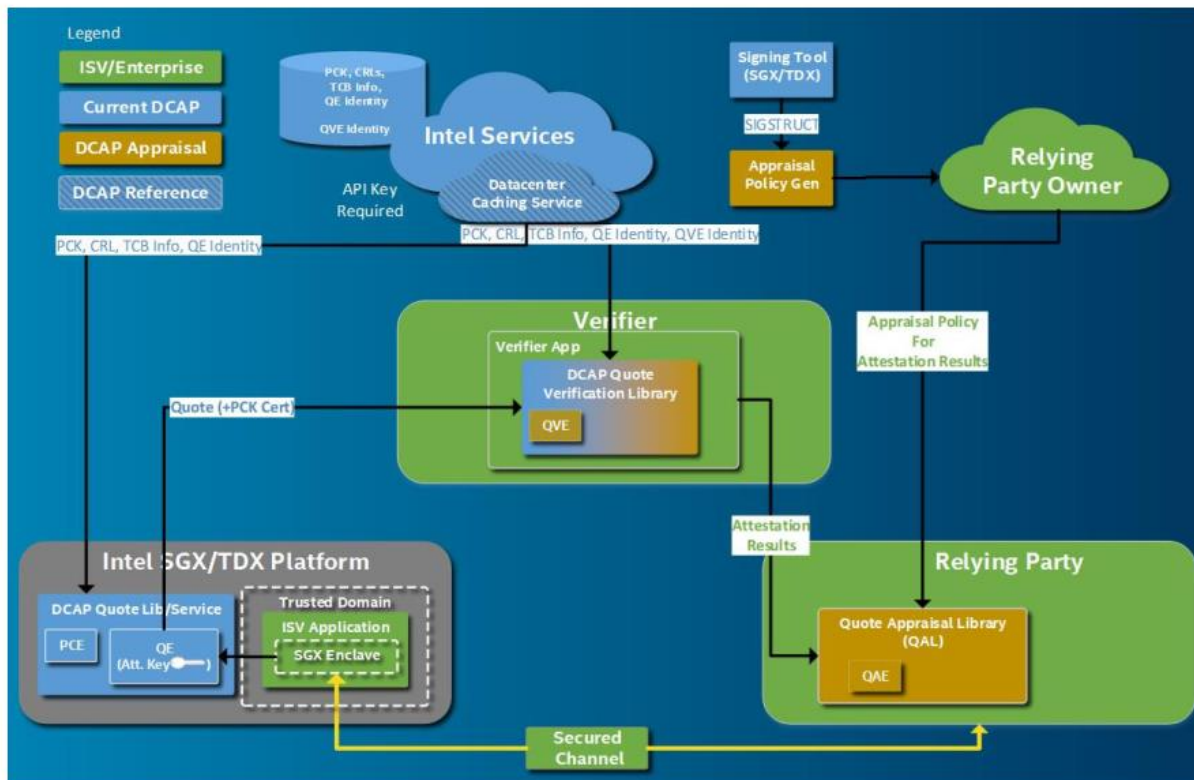 Legend
ISV/Enterprise
Current DCAP
DCAP Appraisal
DCAP Reference
PCK, CRLs,
TCB Info,
QE Identity
QVE Identity
Intel Services
Datacenter
Caching Service
API Key
Required
Signing Tool
(SGX/TDX)
SIGSTRUCT
Appraisal
Policy Gen
Relying
Party Owner
PCK, CRL, TCB Info, QE Identity
PCK, CRL, TCB Info, QE Identity, QVE Identity
Verifier
Verifier App
DCAP Quote
Verification Library
QVE
Appraisal Policy
For
Attestation Results
Quote (+PCK Cert)
Attestation
Results
Intel SGX/TDX Platform
DCAP Quote Lib/Service
PCE
QE
(Att. Key )
Trusted Domain
ISV Application
SGX Enclave
Relying Party
Quote Appraisal Library
(QAL)
QAE
Secured
Channel